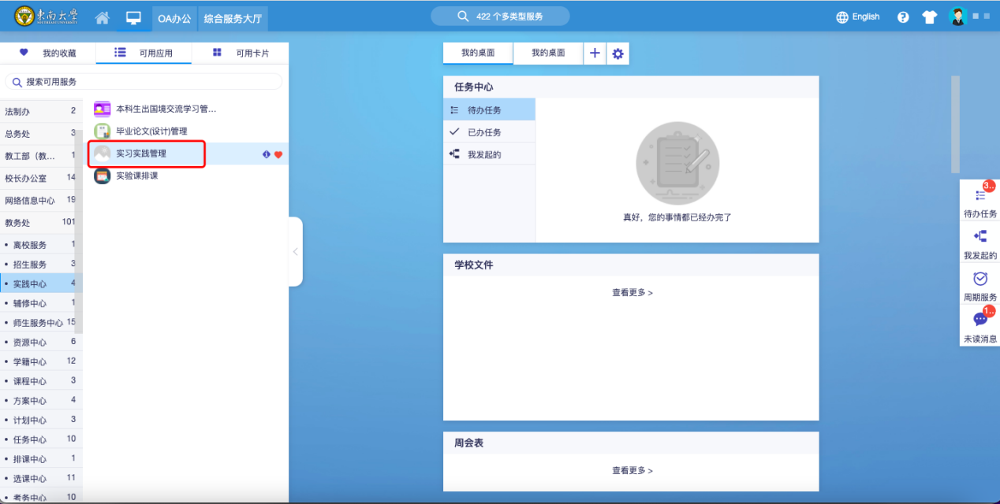 東南大學
OA办公
综合服务大厅
422 个多类型服务
English
我的收藏
可用应用
可用卡片
搜索可用服务
法制办 2
总务处 3
教工部（教... 1
校长办公室 14
网络信息中心 19
教务处 101
• 离校服务 1
• 招生服务 3
• 实践中心 4
• 辅修中心 1
• 师生服务中心 15
• 资源中心 6
• 学籍中心 12
• 课程中心 3
• 方案中心 4
• 计划中心 3
• 任务中心 10
• 排课中心 1
• 选课中心 11
• 考务中心 10
本科生出国境交流学习管...
毕业论文(设计)管理
实习实践管理
实验课排课
我的桌面
我的桌面
任务中心
待办任务
已办任务
我发起的
真好，您的事情都已经办完了
学校文件
查看更多 >
周会表
查看更多 >
3..
待办任务
我发起的
周期服务
1..
未读消息